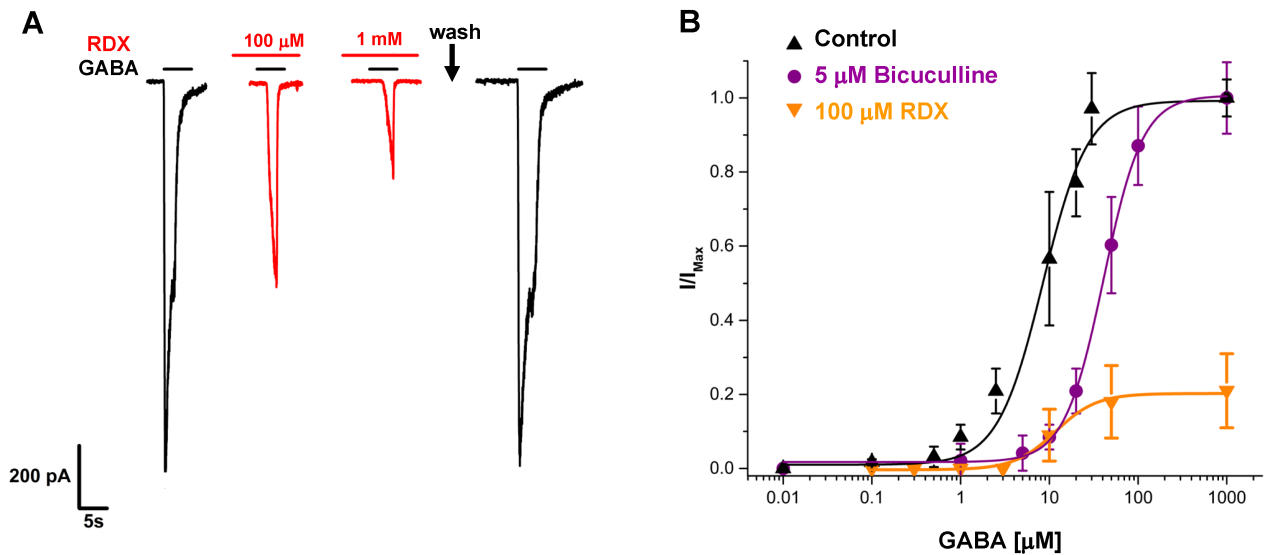 A
RDX 100 μM 1 mM wash
GABA
200 pA
5s
B
Control
5 μM Bicuculline
100 μM RDX
I/IMax
1.0
0.8
0.6
0.4
0.2
0.0
0.01 0.1 1 10 100 1000
GABA [μM]